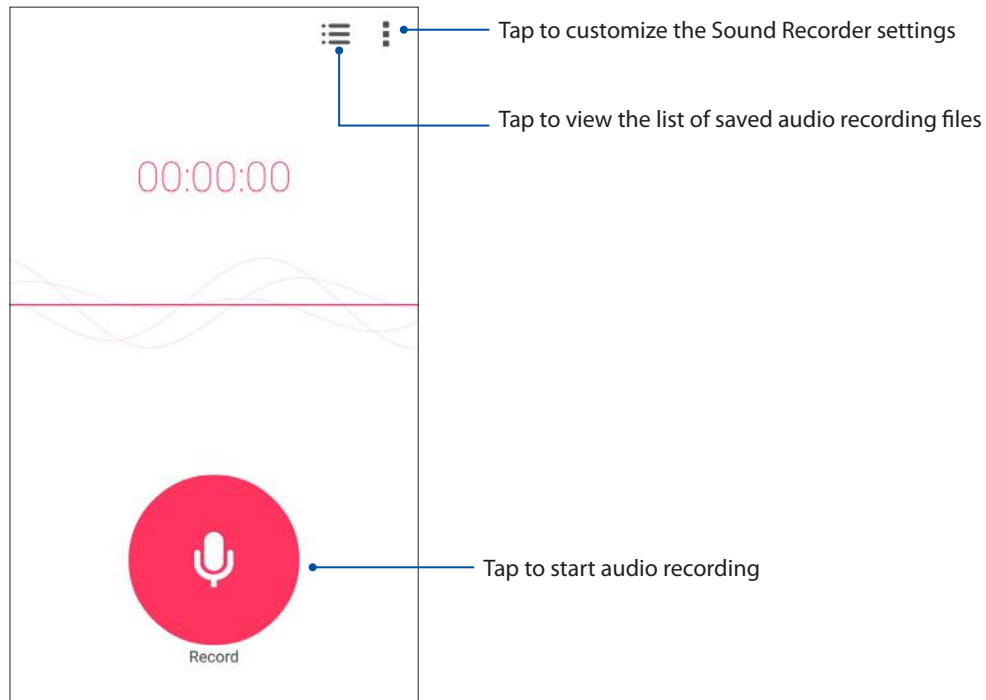 Tap to customize the Sound Recorder settings
Tap to view the list of saved audio recording files
00:00:00
Tap to start audio recording
Record